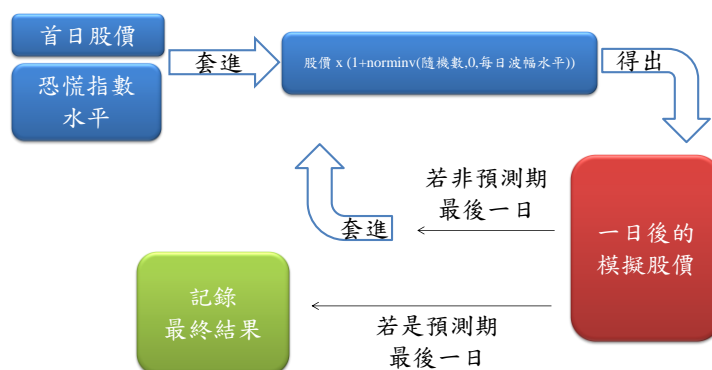 首日股價
恐慌指數
水平
套進
股價 x (1+norminv(隨機數,0,每日波幅水平))
得出
若非預測期
最後一日
套進
一日後的
模擬股價
記錄
最終結果
若是預測期
最後一日